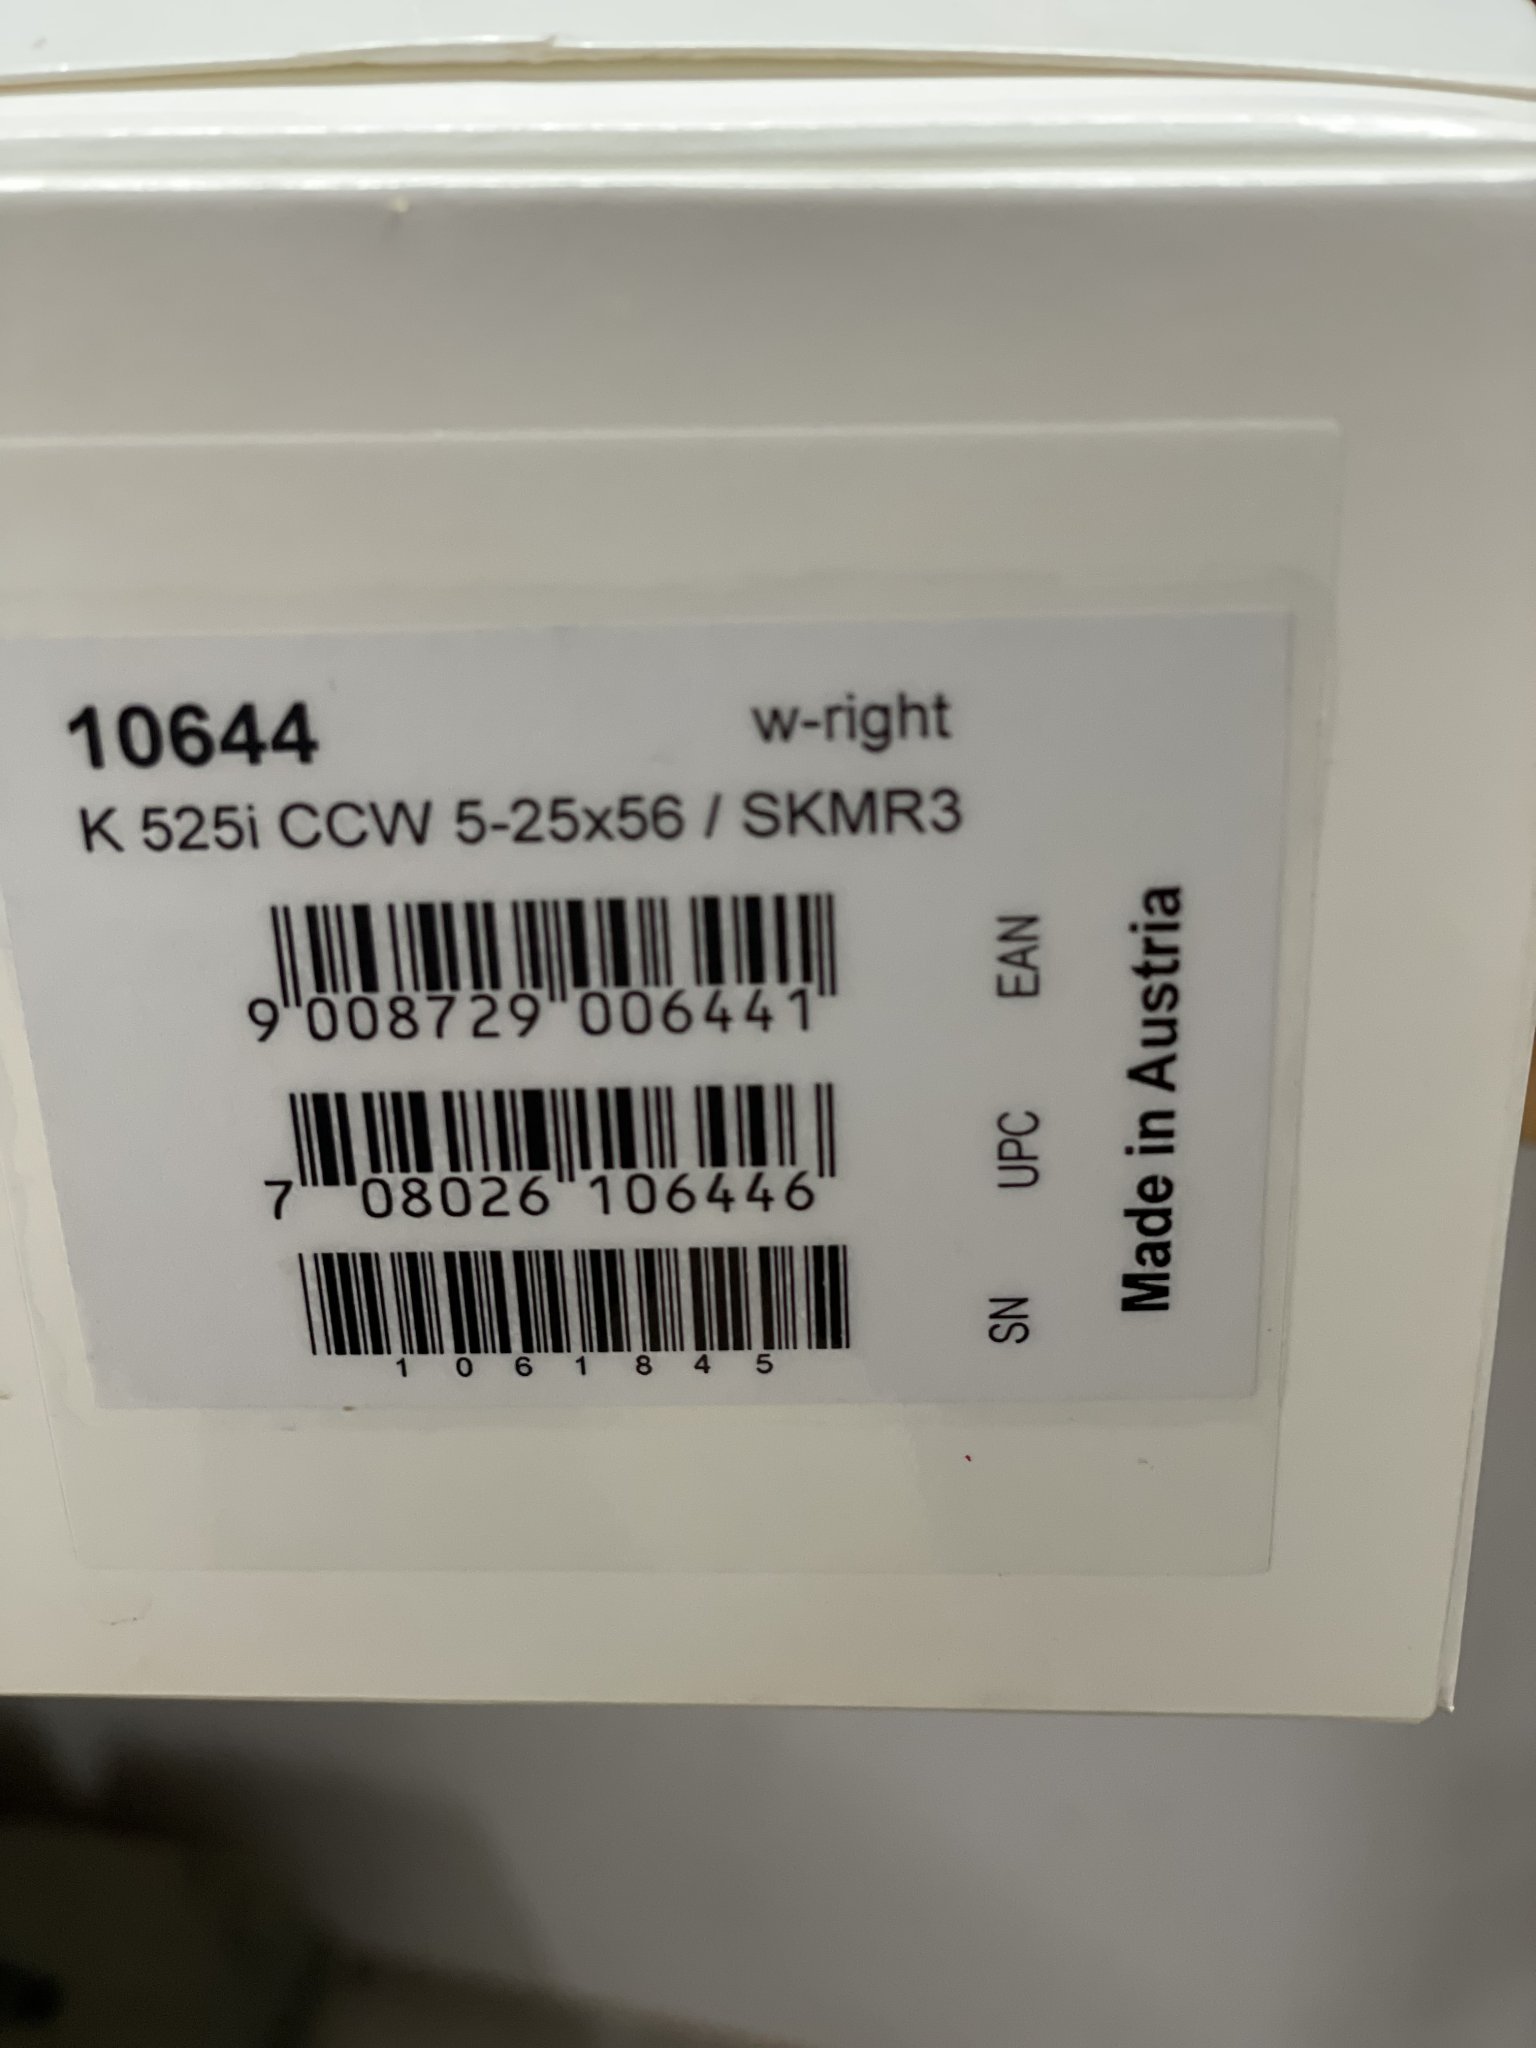 10644 w-right
K 525i CCW 5-25x56 / SKMR3
9 008729 006441 EAN
7 08026 106446 UPC
1061845 SN
Made in Austria